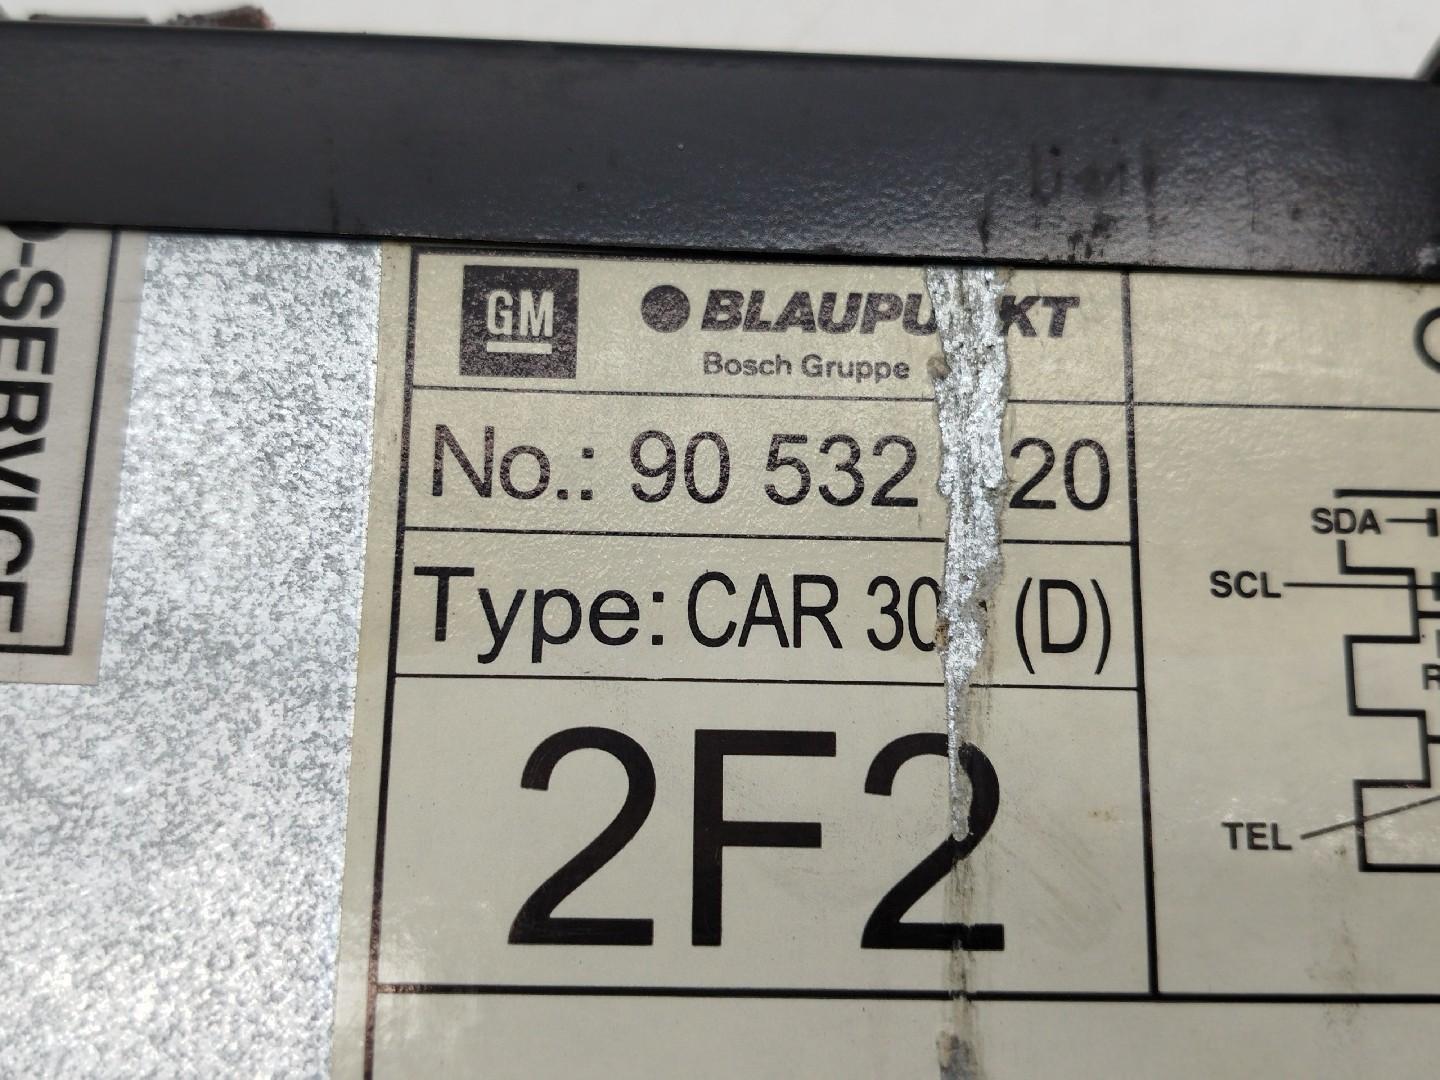 -SERVICE
GM
BLAUPU KT
Bosch Gruppe
No.: 90 532 20
Type: CAR 30 (D)
2F2
SDA
SCL
R
TEL